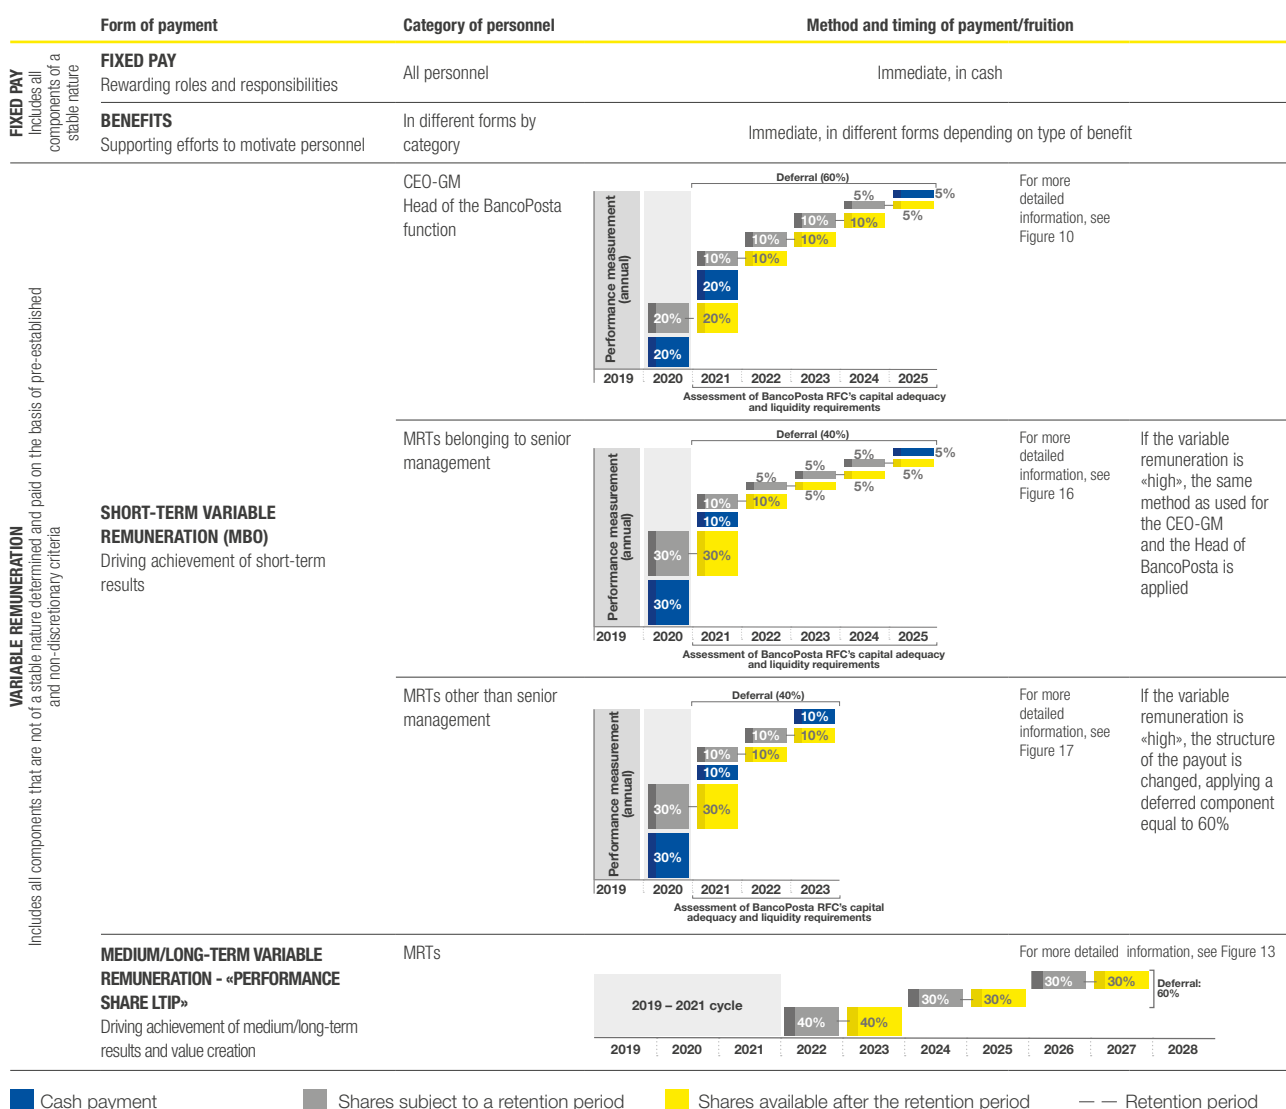 Form of payment
Category of personnel
Method and timing of payment/fruition
FIXED PAY
Includes all
components of a
stable nature
FIXED PAY
Rewarding roles and responsibilities
All personnel
Immediate, in cash
BENEFITS
Supporting efforts to motivate personnel
In different forms by
category
Immediate, in different forms depending on type of benefit
VARIABLE REMUNERATION
Includes all components that are not of a stable nature determined and paid on the basis of pre-established
and non-discretionary criteria
SHORT-TERM VARIABLE
REMUNERATION (MBO)
Driving achievement of short-term
results
CEO-GM
Head of the BancoPosta
function
Deferral (60%)
Performance measurement
(annual)
5%
5%
10%
10%
5%
10%
10%
10%
10%
20%
20%
20%
20%
2019
2020
2021
2022
2023
2024
2025
Assessment of BancoPosta RFC's capital adequacy
and liquidity requirements
For more
detailed
information, see
Figure 10
MRTs belonging to senior
management
Deferral (40%)
Performance measurement
(annual)
5%
5%
5%
5%
5%
5%
5%
10%
10%
10%
30%
30%
30%
2019
2020
2021
2022
2023
2024
2025
Assessment of BancoPosta RFC's capital adequacy
and liquidity requirements
For more
detailed
information, see
Figure 16
If the variable
remuneration is
«high», the same
method as used for
the CEO-GM
and the Head of
BancoPosta is
applied
MRTs other than senior
management
Deferral (40%)
Performance measurement
(annual)
10%
10%
10%
10%
10%
10%
30%
30%
30%
2019
2020
2021
2022
2023
Assessment of BancoPosta RFC's capital
adequacy and liquidity requirements
For more
detailed
information, see
Figure 17
If the variable
remuneration is
«high», the structure
of the payout is
changed, applying a
deferred component
equal to 60%
MEDIUM/LONG-TERM VARIABLE
REMUNERATION - «PERFORMANCE
SHARE LTIP»
Driving achievement of medium/long-term
results and value creation
MRTs
For more detailed information, see Figure 13
2019 – 2021 cycle
30%
30%
Deferral:
60%
30%
30%
40%
40%
2019
2020
2021
2022
2023
2024
2025
2026
2027
2028
Cash payment
Shares subject to a retention period
Shares available after the retention period
Retention period